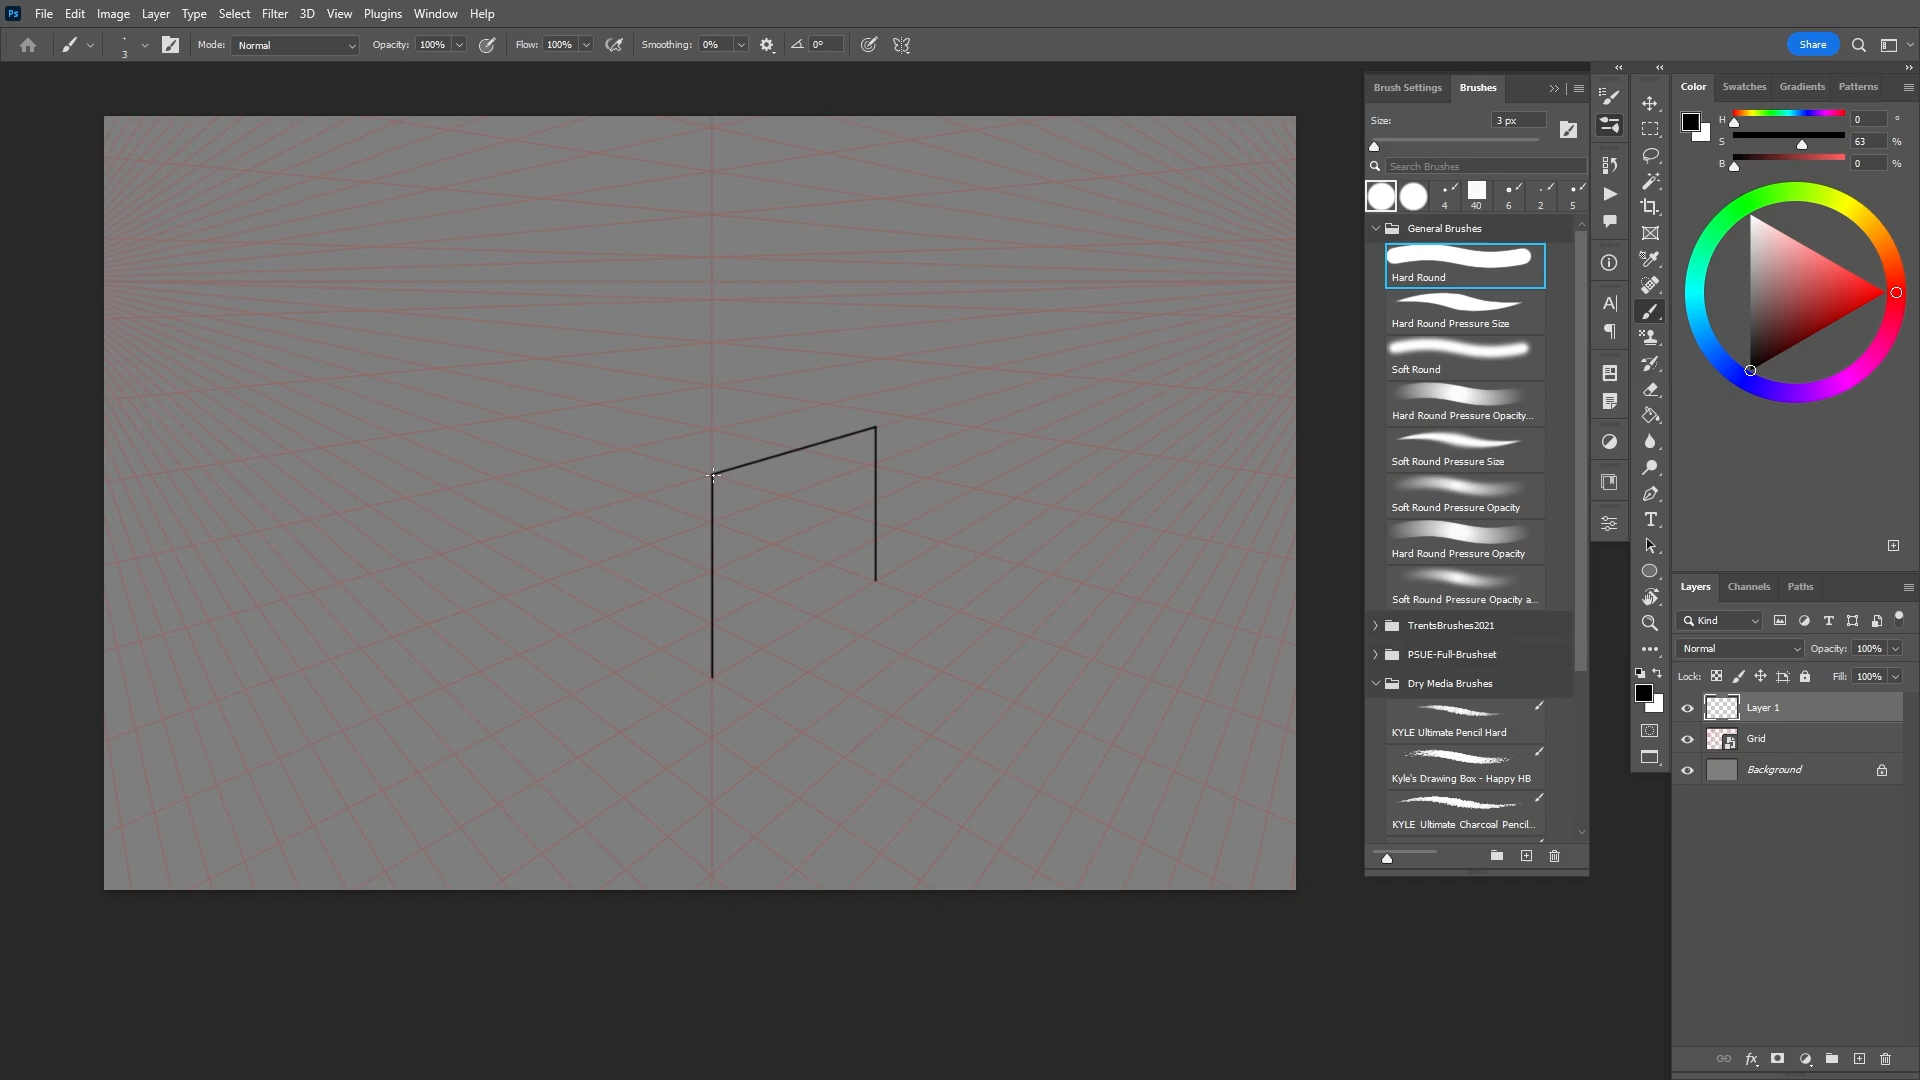 Ps File Edit Image Layer Type Select Filter 3D View Plugins Window Help
3 Mode: Normal Opacity: 100% Flow: 100% Smoothing: 0% 0° Share
Brush Settings Brushes
Size: 3 px
Search Brushes
4 40 6 2 5
General Brushes
Hard Round
Hard Round Pressure Size
Soft Round
Hard Round Pressure Opacity...
Soft Round Pressure Size
Soft Round Pressure Opacity
Hard Round Pressure Opacity
Soft Round Pressure Opacity a...
TrentsBrushes2021
PSUE-Full-Brushset
Dry Media Brushes
KYLE Ultimate Pencil Hard
Kyle's Drawing Box - Happy HB
KYLE Ultimate Charcoal Pencil...
Color Swatches Gradients Patterns
H 0 °
S 63 %
B 0 %
Layers Channels Paths
Kind
Normal Opacity: 100%
Lock: Fill: 100%
Layer 1
Grid
Background